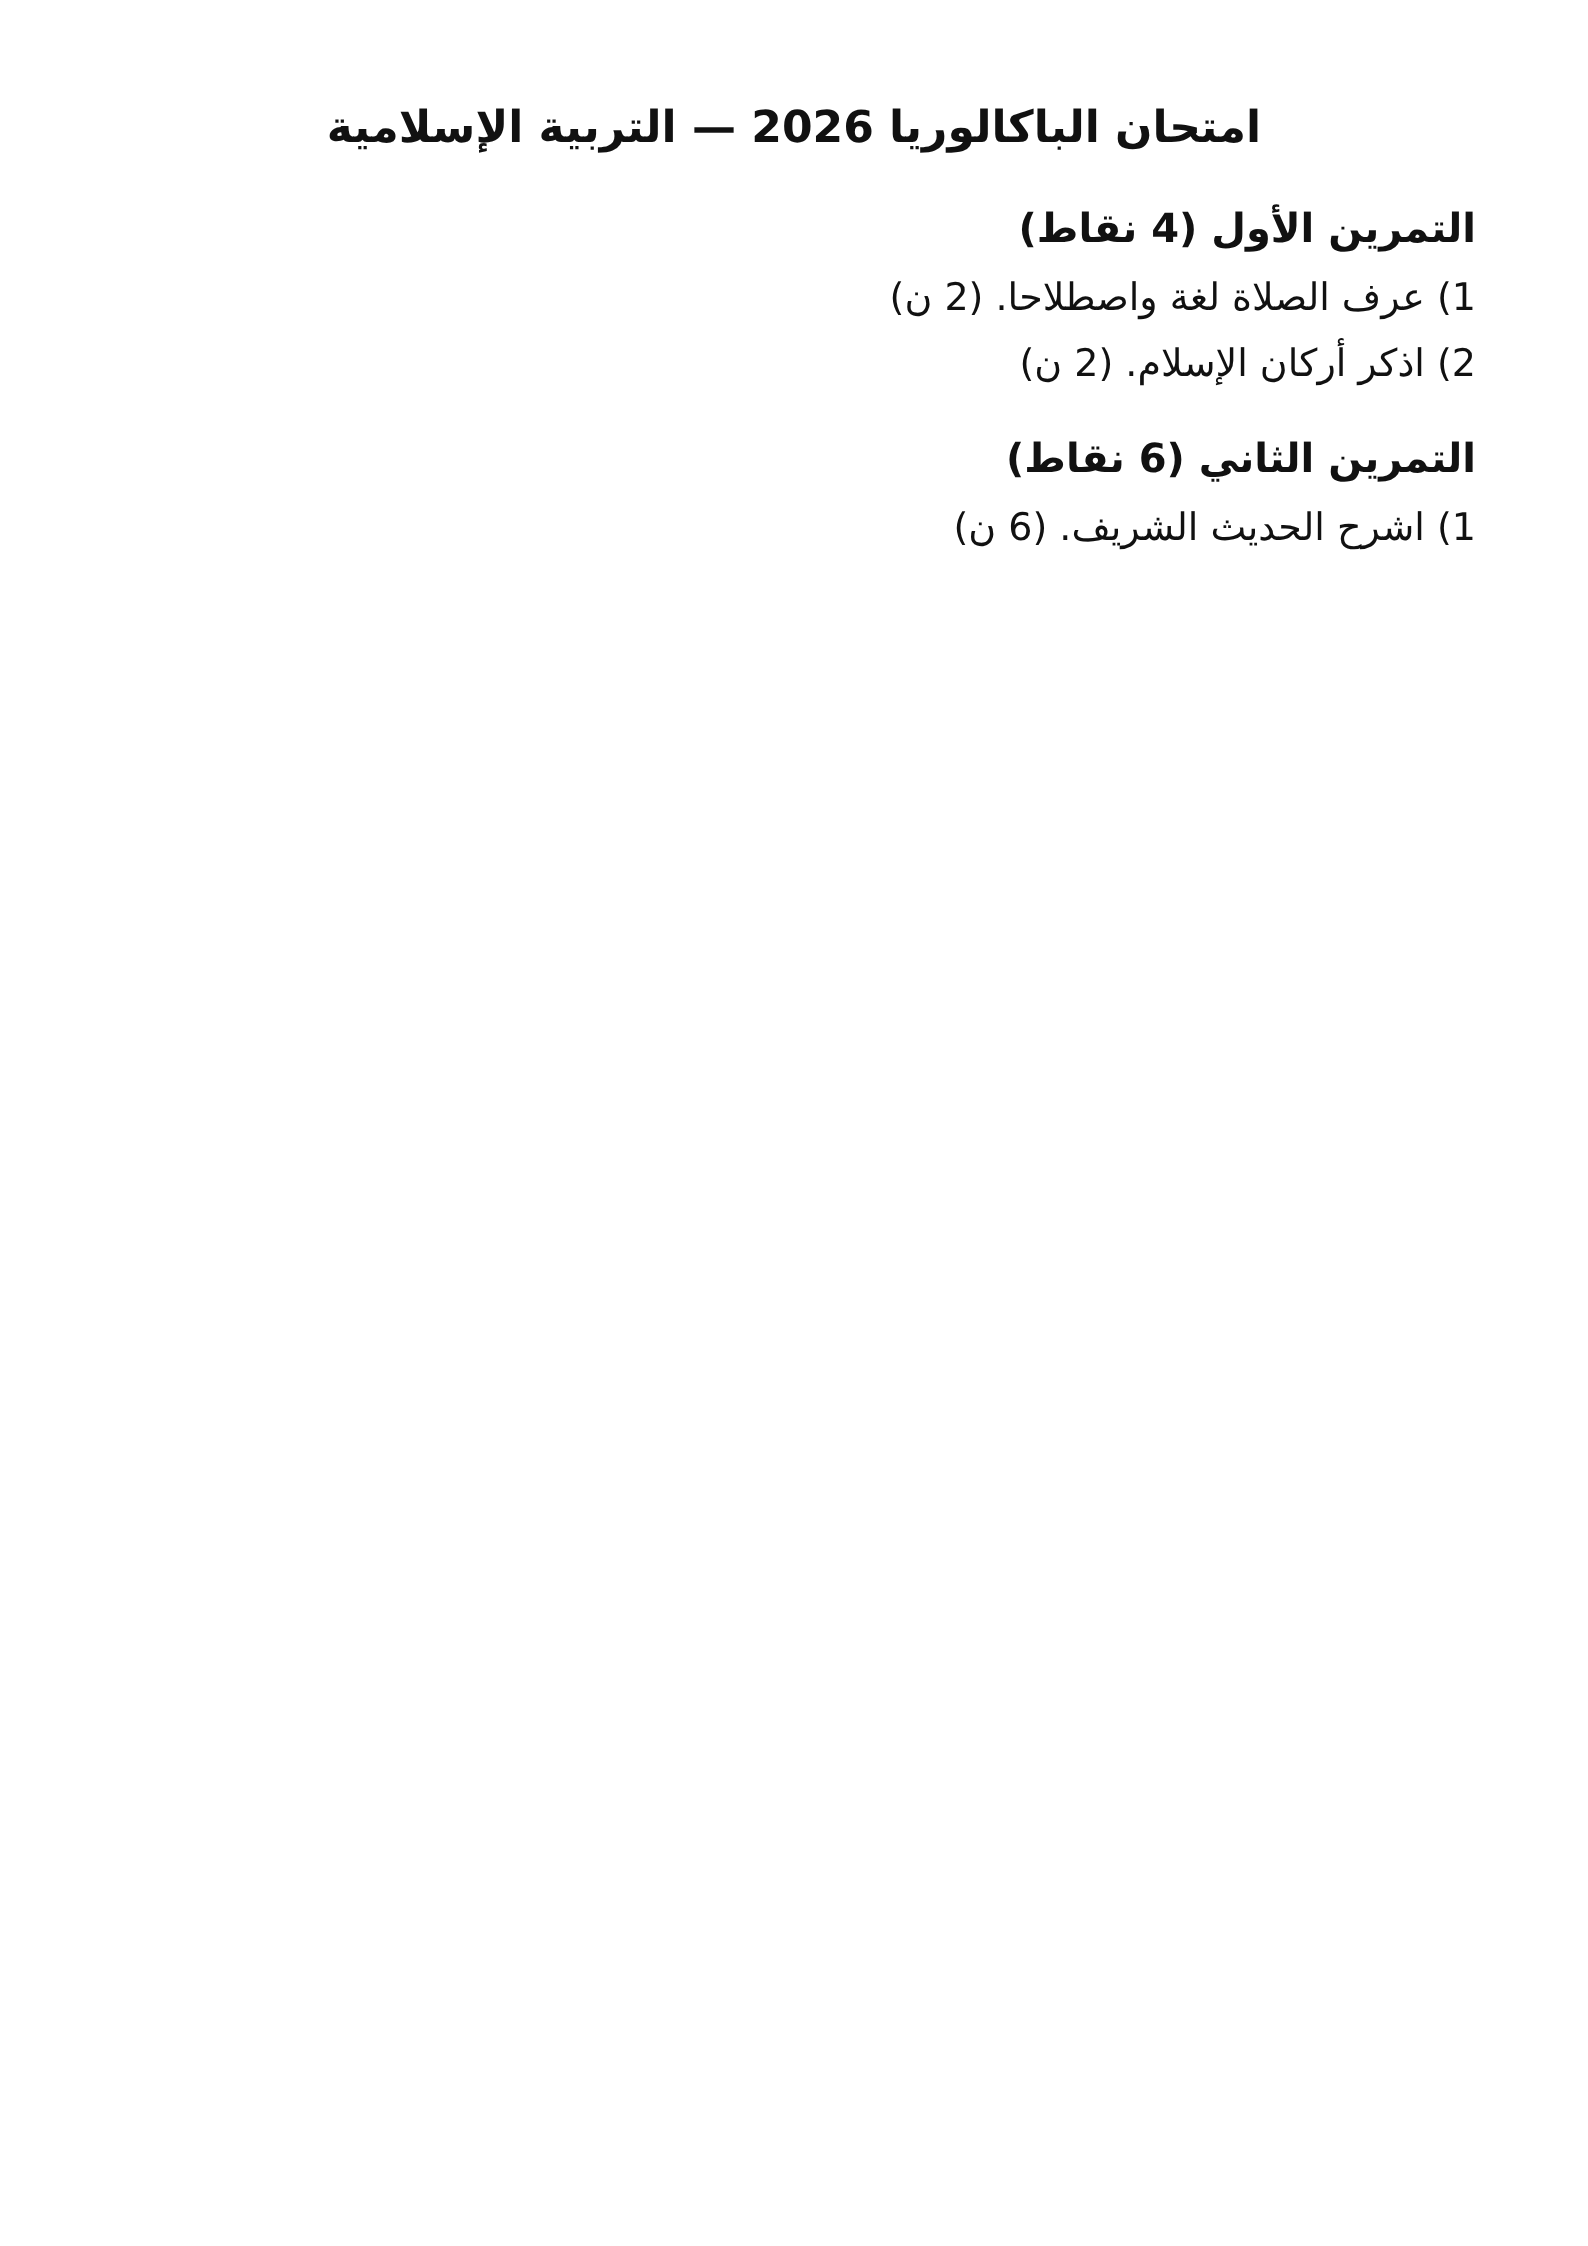 امتحان الباكالوريا 2026 — التربية الإسلامية
التمرين الأول (4 نقاط)
1) عرف الصلاة لغة واصطلاحا. (2 ن)
2) اذكر أركان الإسلام. (2 ن)
التمرين الثاني (6 نقاط)
1) اشرح الحديث الشريف. (6 ن)